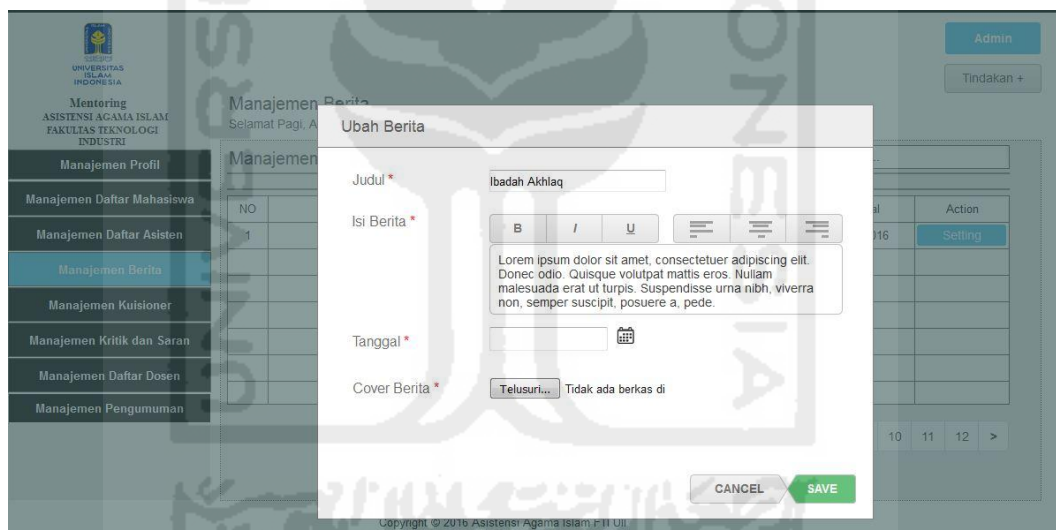 Admin
UNIVERSITAS
ISLAM
INDONESIA
Tindakan +
Mentoring
ASISTENSI AGAMA ISLAM
FAKULTAS TEKNOLOGI
INDUSTRI
Manajemen Berita
Selamat Pagi, A
Manajemen Profil
Manajemen Daftar Mahasiswa
Manajemen Daftar Asisten
Manajemen Berita
Manajemen Kuisioner
Manajemen Kritik dan Saran
Manajemen Daftar Dosen
Manajemen Pengumuman
Manajemen
NO
al
Action
1
016
Setting
Ubah Berita
Judul *
Ibadah Akhlaq
Isi Berita *
B I U
Lorem ipsum dolor sit amet, consectetuer adipiscing elit.
Donec odio. Quisque volutpat mattis eros. Nullam
malesuada erat ut turpis. Suspendisse urna nibh, viverra
non, semper suscipit, posuere a, pede.
Tanggal *
Cover Berita *
Telusuri... Tidak ada berkas di
10 11 12 >
CANCEL SAVE
Copyright © 2016 Asistensi Agama Islam FTI UII
UNIVERSITAS
INDONESIA